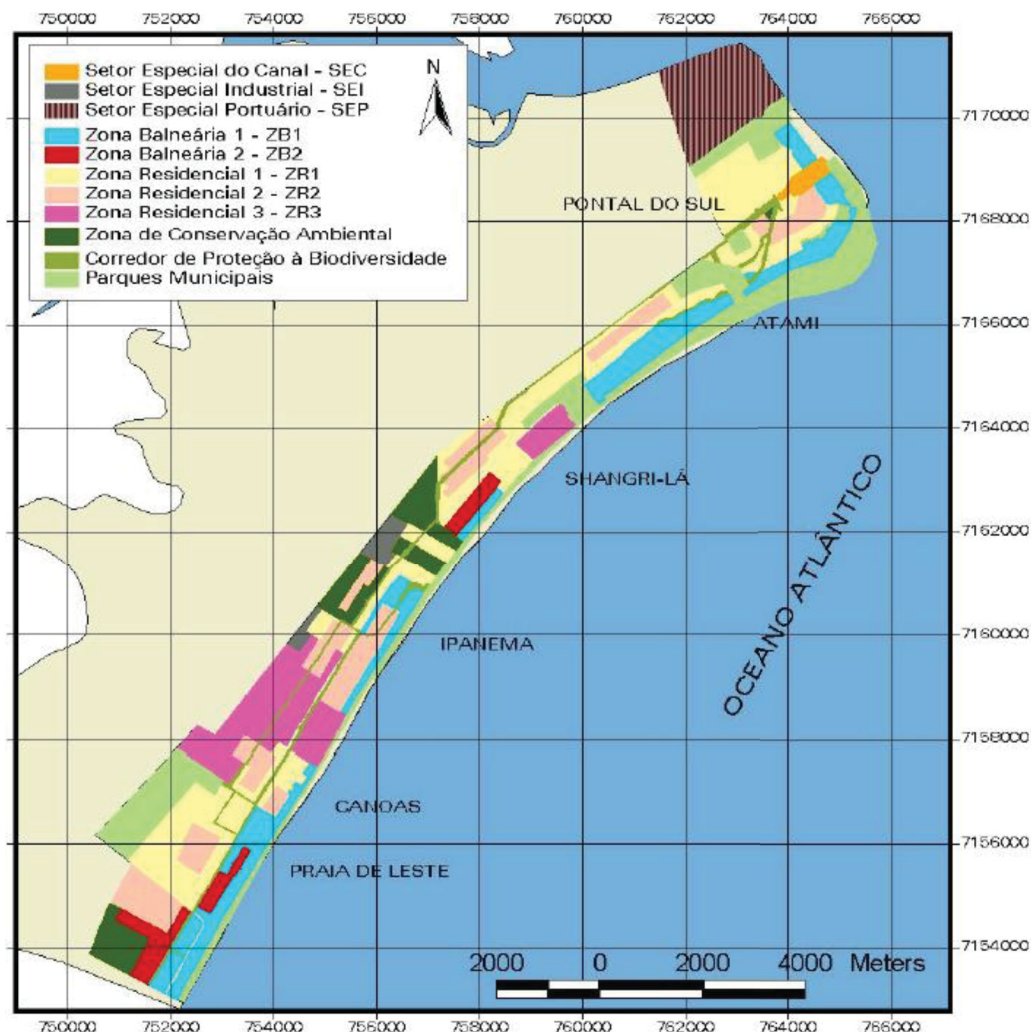 750000 752000 754000 756000 758000 760000 762000 764000 766000
Setor Especial do Canal - SEC
Setor Especial Industrial - SEI
Setor Especial Portuário - SEP
Zona Balneária 1 - ZB1
Zona Balneária 2 - ZB2
Zona Residencial 1 - ZR1
Zona Residencial 2 - ZR2
Zona Residencial 3 - ZR3
Zona de Conservação Ambiental
Corredor de Proteção à Biodiversidade
Parques Municipais
N
7170000
PONTAL DO SUL
7168000
ATAMI
7166000
7164000
SHANGRI-LÁ
OCEANO ATLÂNTICO
7162000
IPANEMA
7160000
7158000
CANOAS
7156000
PRAIA DE LESTE
7154000
2000 0 2000 4000 Meters
750000 752000 754000 756000 758000 760000 762000 764000 766000